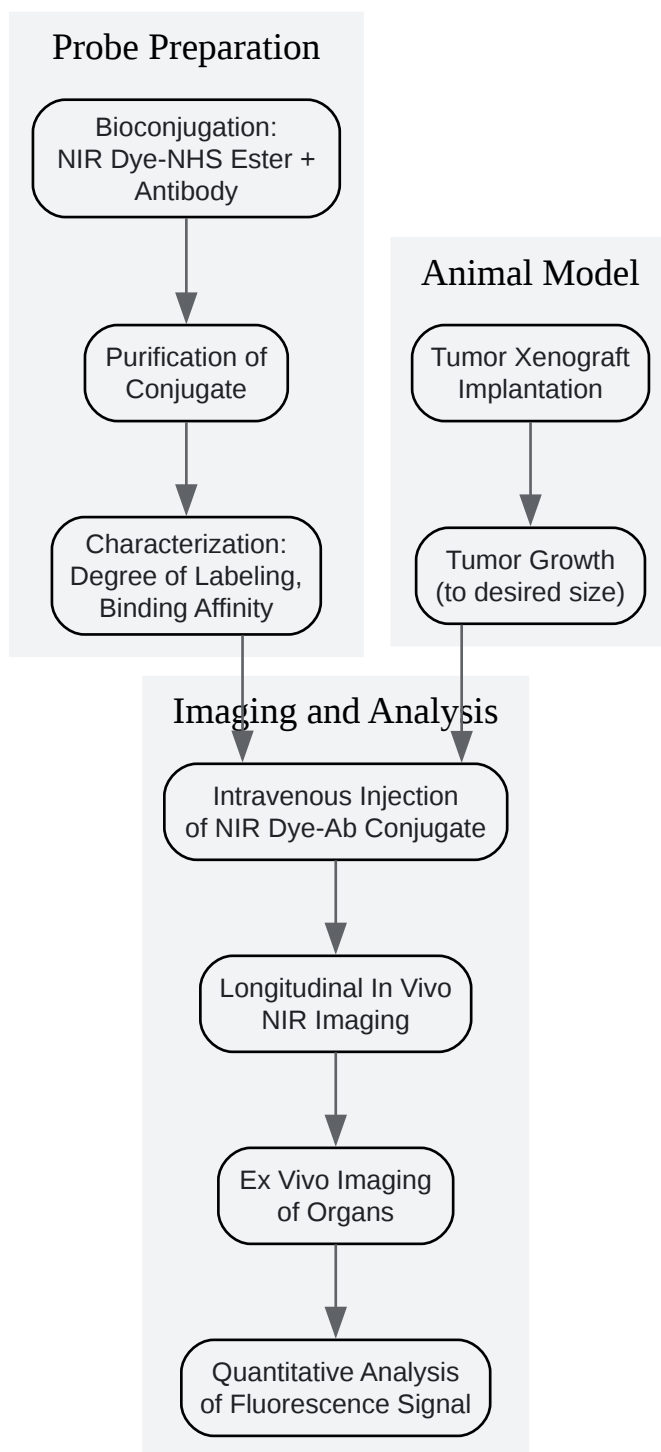 Probe Preparation
Bioconjugation:
NIR Dye-NHS Ester +
Antibody
Purification of
Conjugate
Characterization:
Degree of Labeling,
Binding Affinity
Animal Model
Tumor Xenograft
Implantation
Tumor Growth
(to desired size)
Imaging and Analysis
Intravenous Injection
of NIR Dye-Ab Conjugate
Longitudinal In Vivo
NIR Imaging
Ex Vivo Imaging
of Organs
Quantitative Analysis
of Fluorescence Signal